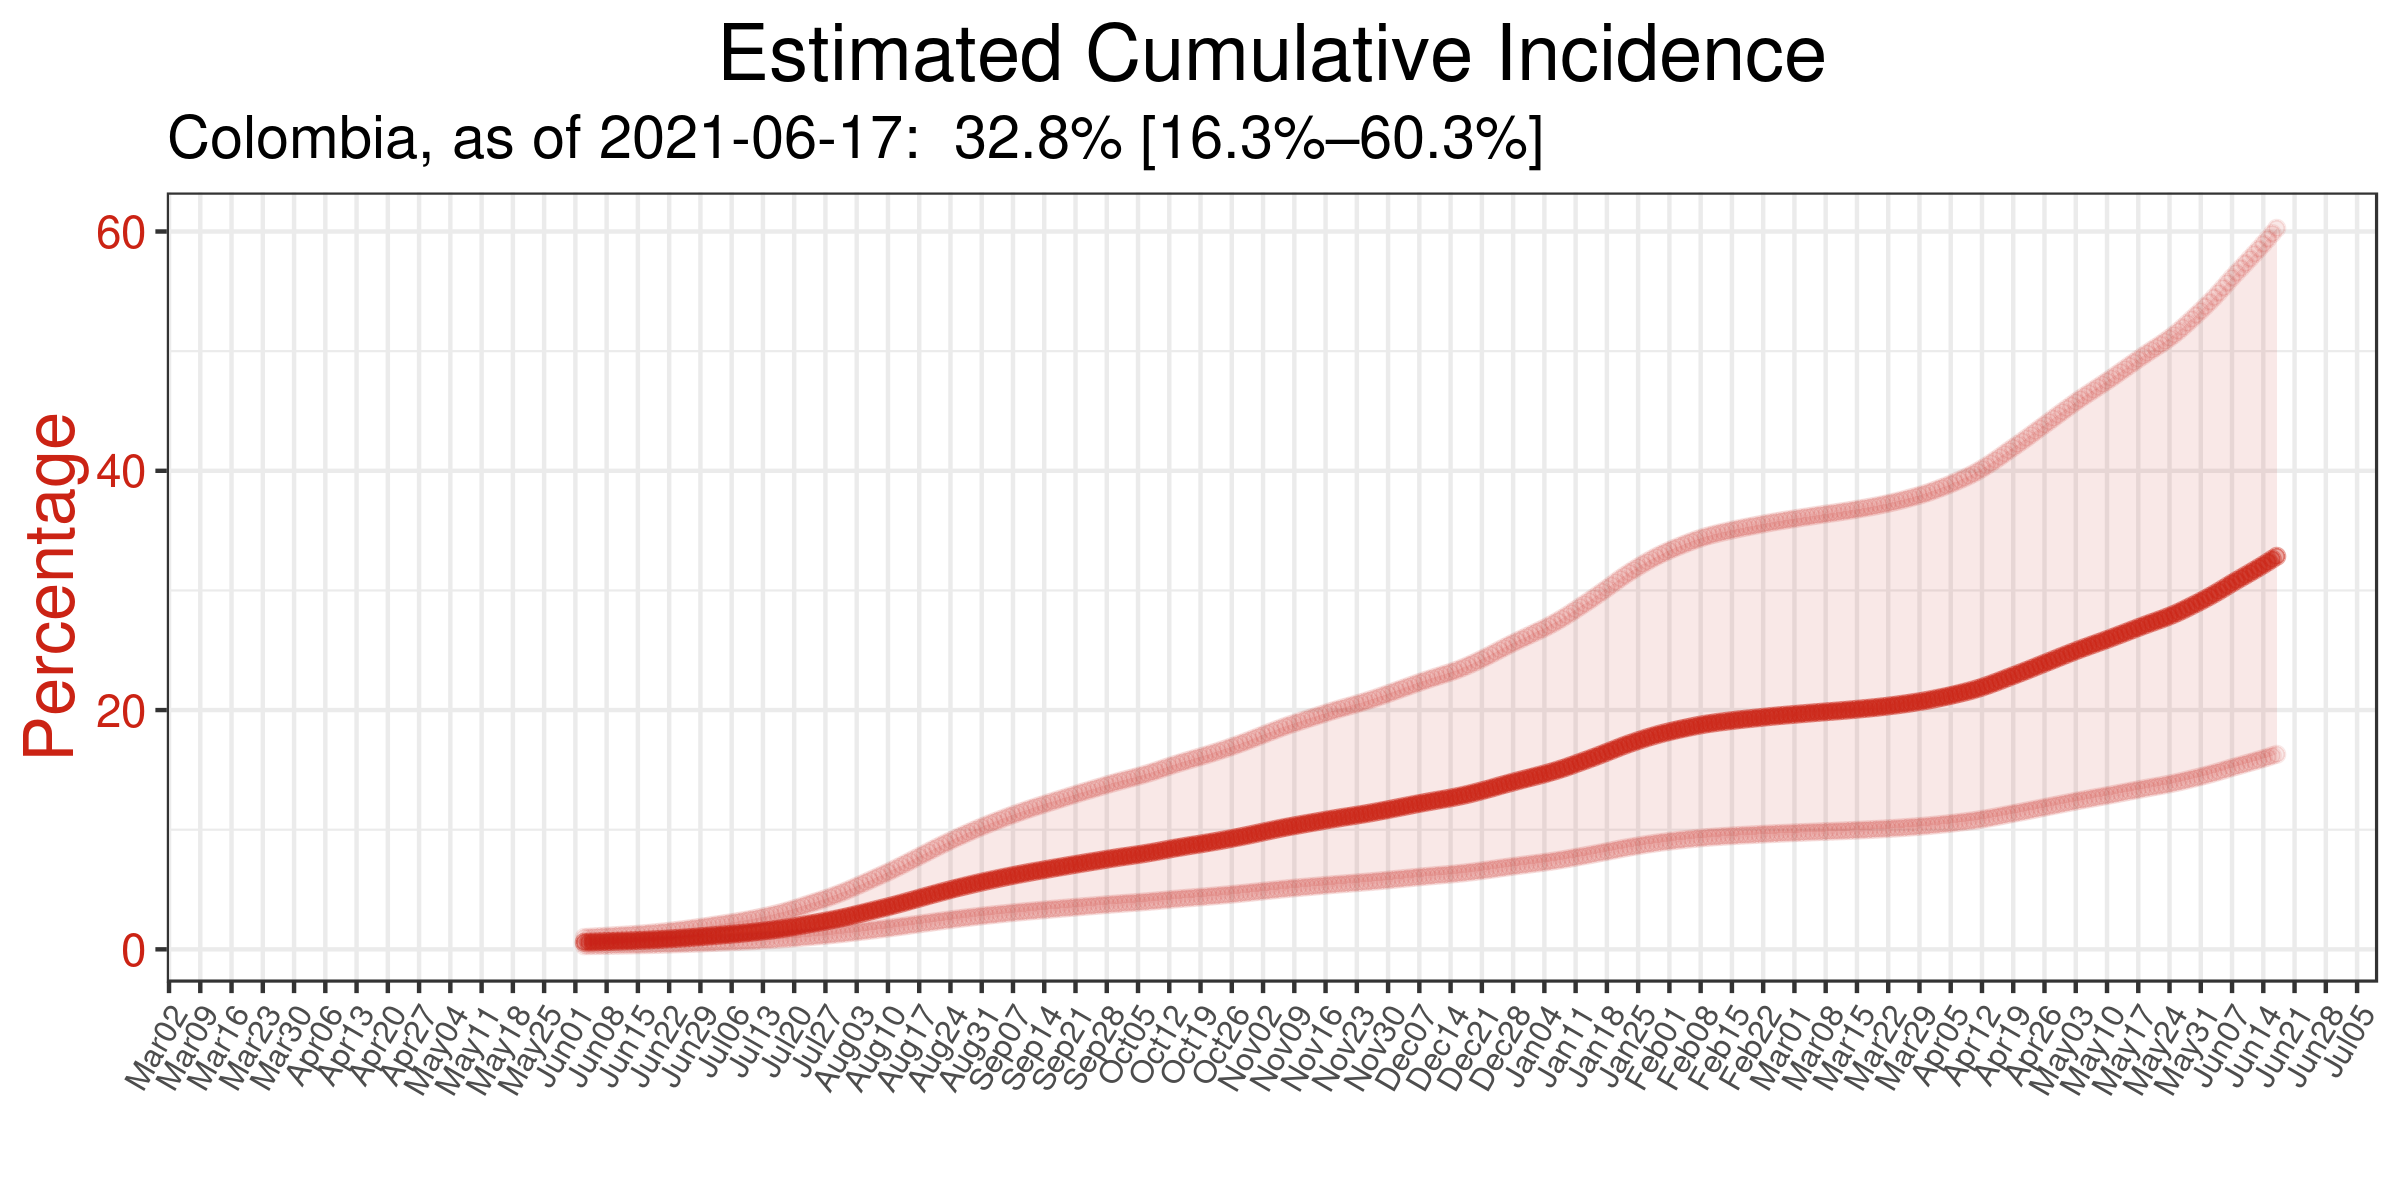 Estimated Cumulative Incidence
Colombia, as of 2021-06-17:  32.8% [16.3%–60.3%]
Percentage
60
40
20
0
Mar02
Mar09
Mar16
Mar23
Mar30
Apr06
Apr13
Apr20
Apr27
May04
May11
May18
May25
Jun01
Jun08
Jun15
Jun22
Jun29
Jul06
Jul13
Jul20
Jul27
Aug03
Aug10
Aug17
Aug24
Aug31
Sep07
Sep14
Sep21
Sep28
Oct05
Oct12
Oct19
Oct26
Nov02
Nov09
Nov16
Nov23
Nov30
Dec07
Dec14
Dec21
Dec28
Jan04
Jan11
Jan18
Jan25
Feb01
Feb08
Feb15
Feb22
Mar01
Mar08
Mar15
Mar22
Mar29
Apr05
Apr12
Apr19
Apr26
May03
May10
May17
May24
May31
Jun07
Jun14
Jun21
Jun28
Jul05